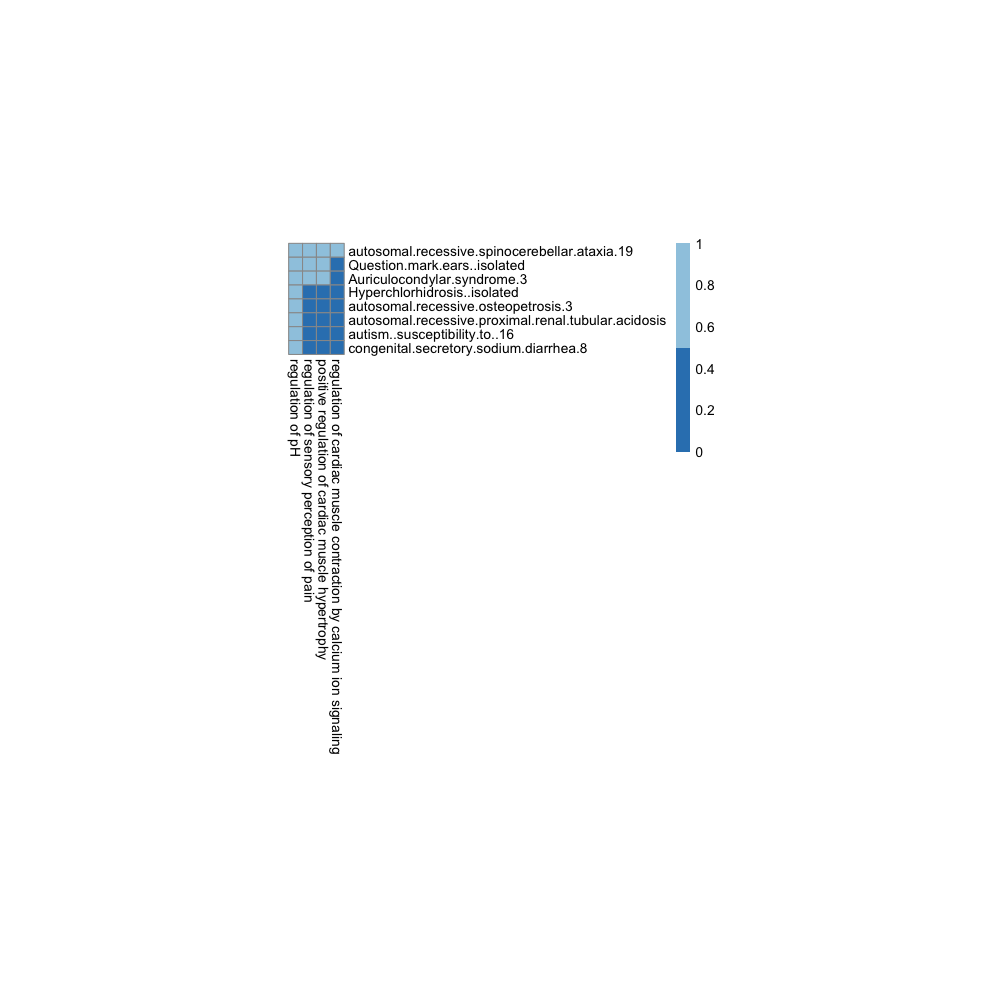 autosomal.recessive.spinocerebellar.ataxia.19
Question.mark.ears..isolated
Auriculocondylar.syndrome.3
Hyperchlorhidrosis..isolated
autosomal.recessive.osteopetrosis.3
autosomal.recessive.proximal.renal.tubular.acidosis
autism..susceptibility.to..16
congenital.secretory.sodium.diarrhea.8
regulation of pH
regulation of sensory perception of pain
positive regulation of cardiac muscle hypertrophy
regulation of cardiac muscle contraction by calcium ion signaling
1
0.8
0.6
0.4
0.2
0